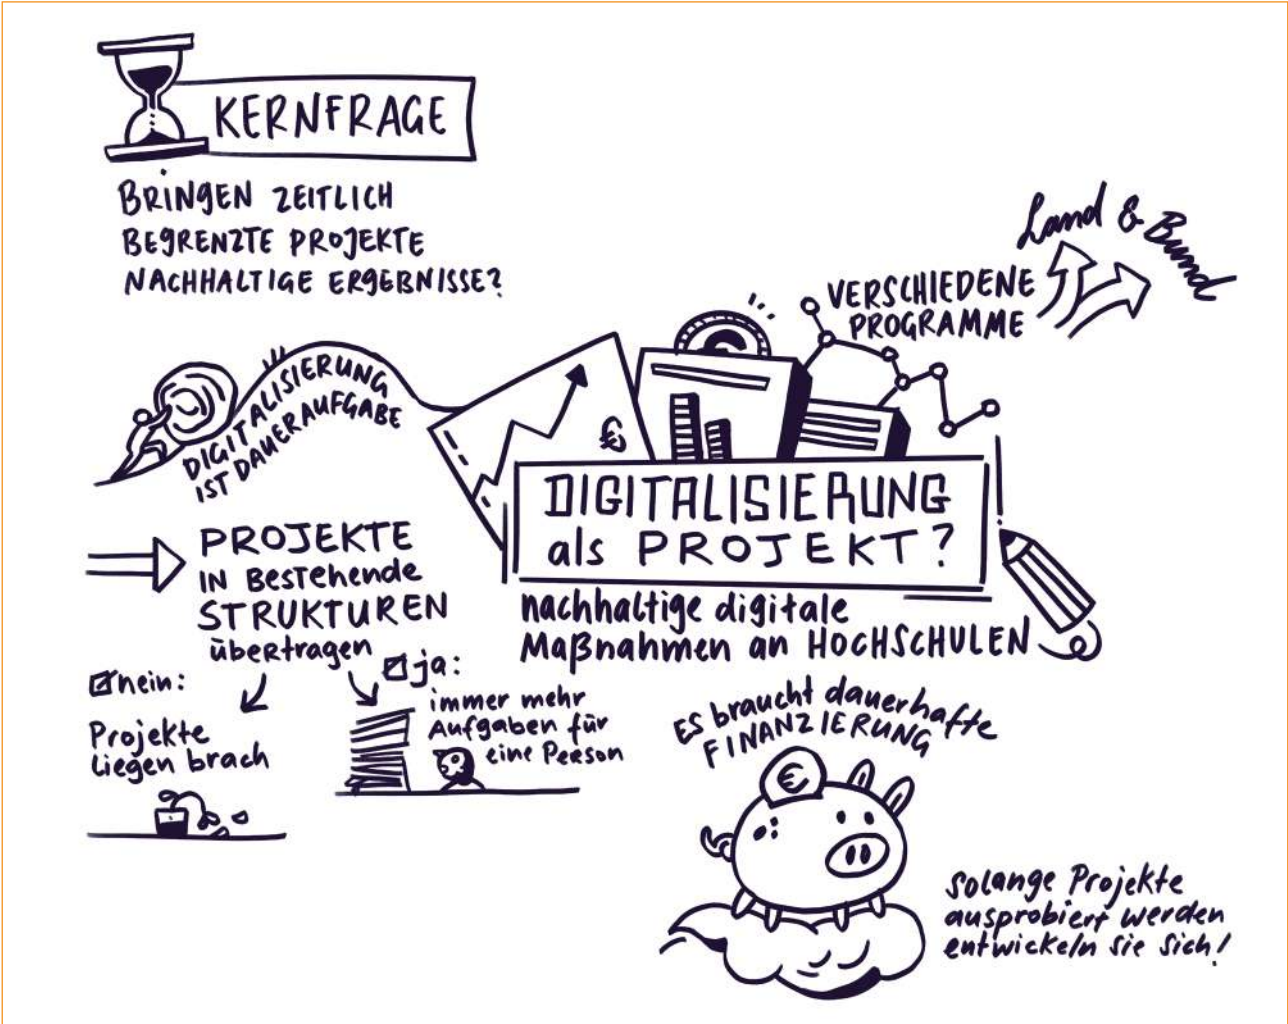 KERNFRAGE
BRINGEN ZEITLICH
BEGRENZTE PROJEKTE
NACHHALTIGE ERGEBNISSE?
Land & Bund
VERSCHIEDENE
PROGRAMME
DIGITALISIERUNG
IST DAUERAUFGABE
€
DIGITALISIERUNG
als PROJEKT?
nachhaltige digitale
Maßnahmen an HOCHSCHULEN
PROJEKTE
IN Bestehende
STRUKTUREN
übertragen
nein:
Projekte
liegen brach
ja:
immer mehr
Aufgaben für
eine Person
ES braucht dauerhafte
FINANZIERUNG
€
solange Projekte
ausprobiert werden
entwickeln sie sich!